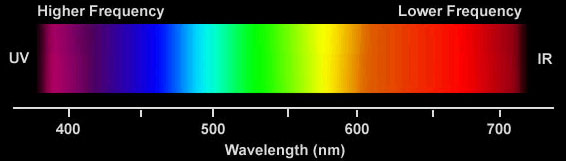 Higher Frequency Lower Frequency
UV IR
400 500 600 700
Wavelength (nm)